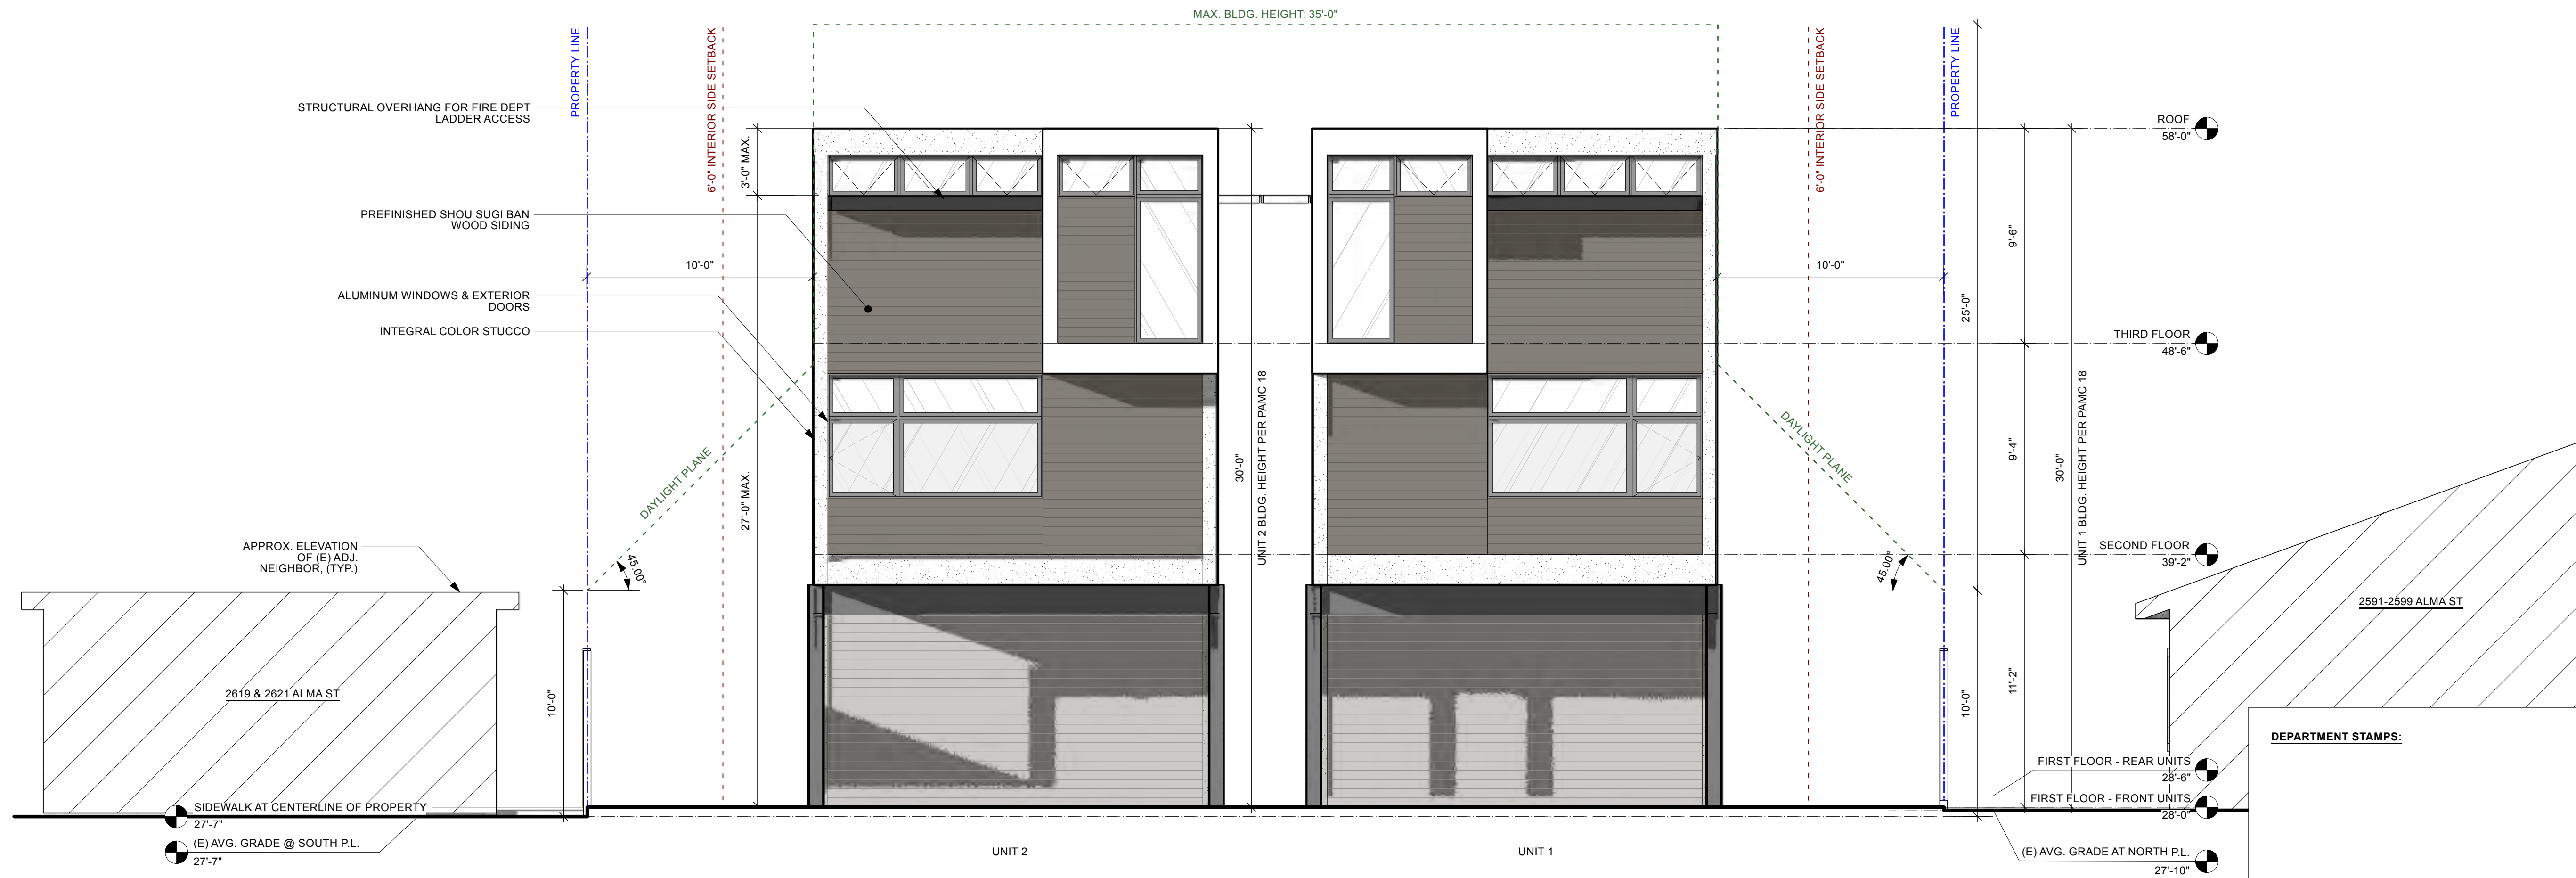 MAX. BLDG. HEIGHT: 35'-0"
PROPERTY LINE
6'-0" INTERIOR SIDE SETBACK
6'-0" INTERIOR SIDE SETBACK
PROPERTY LINE
STRUCTURAL OVERHANG FOR FIRE DEPT
LADDER ACCESS
PREFINISHED SHOU SUGI BAN
WOOD SIDING
ALUMINUM WINDOWS & EXTERIOR
DOORS
INTEGRAL COLOR STUCCO
3'-0" MAX.
10'-0"
27'-0" MAX.
DAYLIGHT PLANE
45.00°
APPROX. ELEVATION
OF (E) ADJ.
NEIGHBOR, (TYP.)
2619 & 2621 ALMA ST
10'-0"
SIDEWALK AT CENTERLINE OF PROPERTY
27'-7"
(E) AVG. GRADE @ SOUTH P.L.
27'-7"
30'-0"
UNIT 2 BLDG. HEIGHT PER PAMC 18
UNIT 2
UNIT 1
10'-0"
DAYLIGHT PLANE
45.00°
25'-0"
10'-0"
9'-6"
9'-4"
11'-2"
30'-0"
UNIT 1 BLDG. HEIGHT PER PAMC 18
ROOF
58'-0"
THIRD FLOOR
48'-6"
SECOND FLOOR
39'-2"
2591-2599 ALMA ST
DEPARTMENT STAMPS:
FIRST FLOOR - REAR UNITS
28'-6"
FIRST FLOOR - FRONT UNITS
28'-0"
(E) AVG. GRADE AT NORTH P.L.
27'-10"